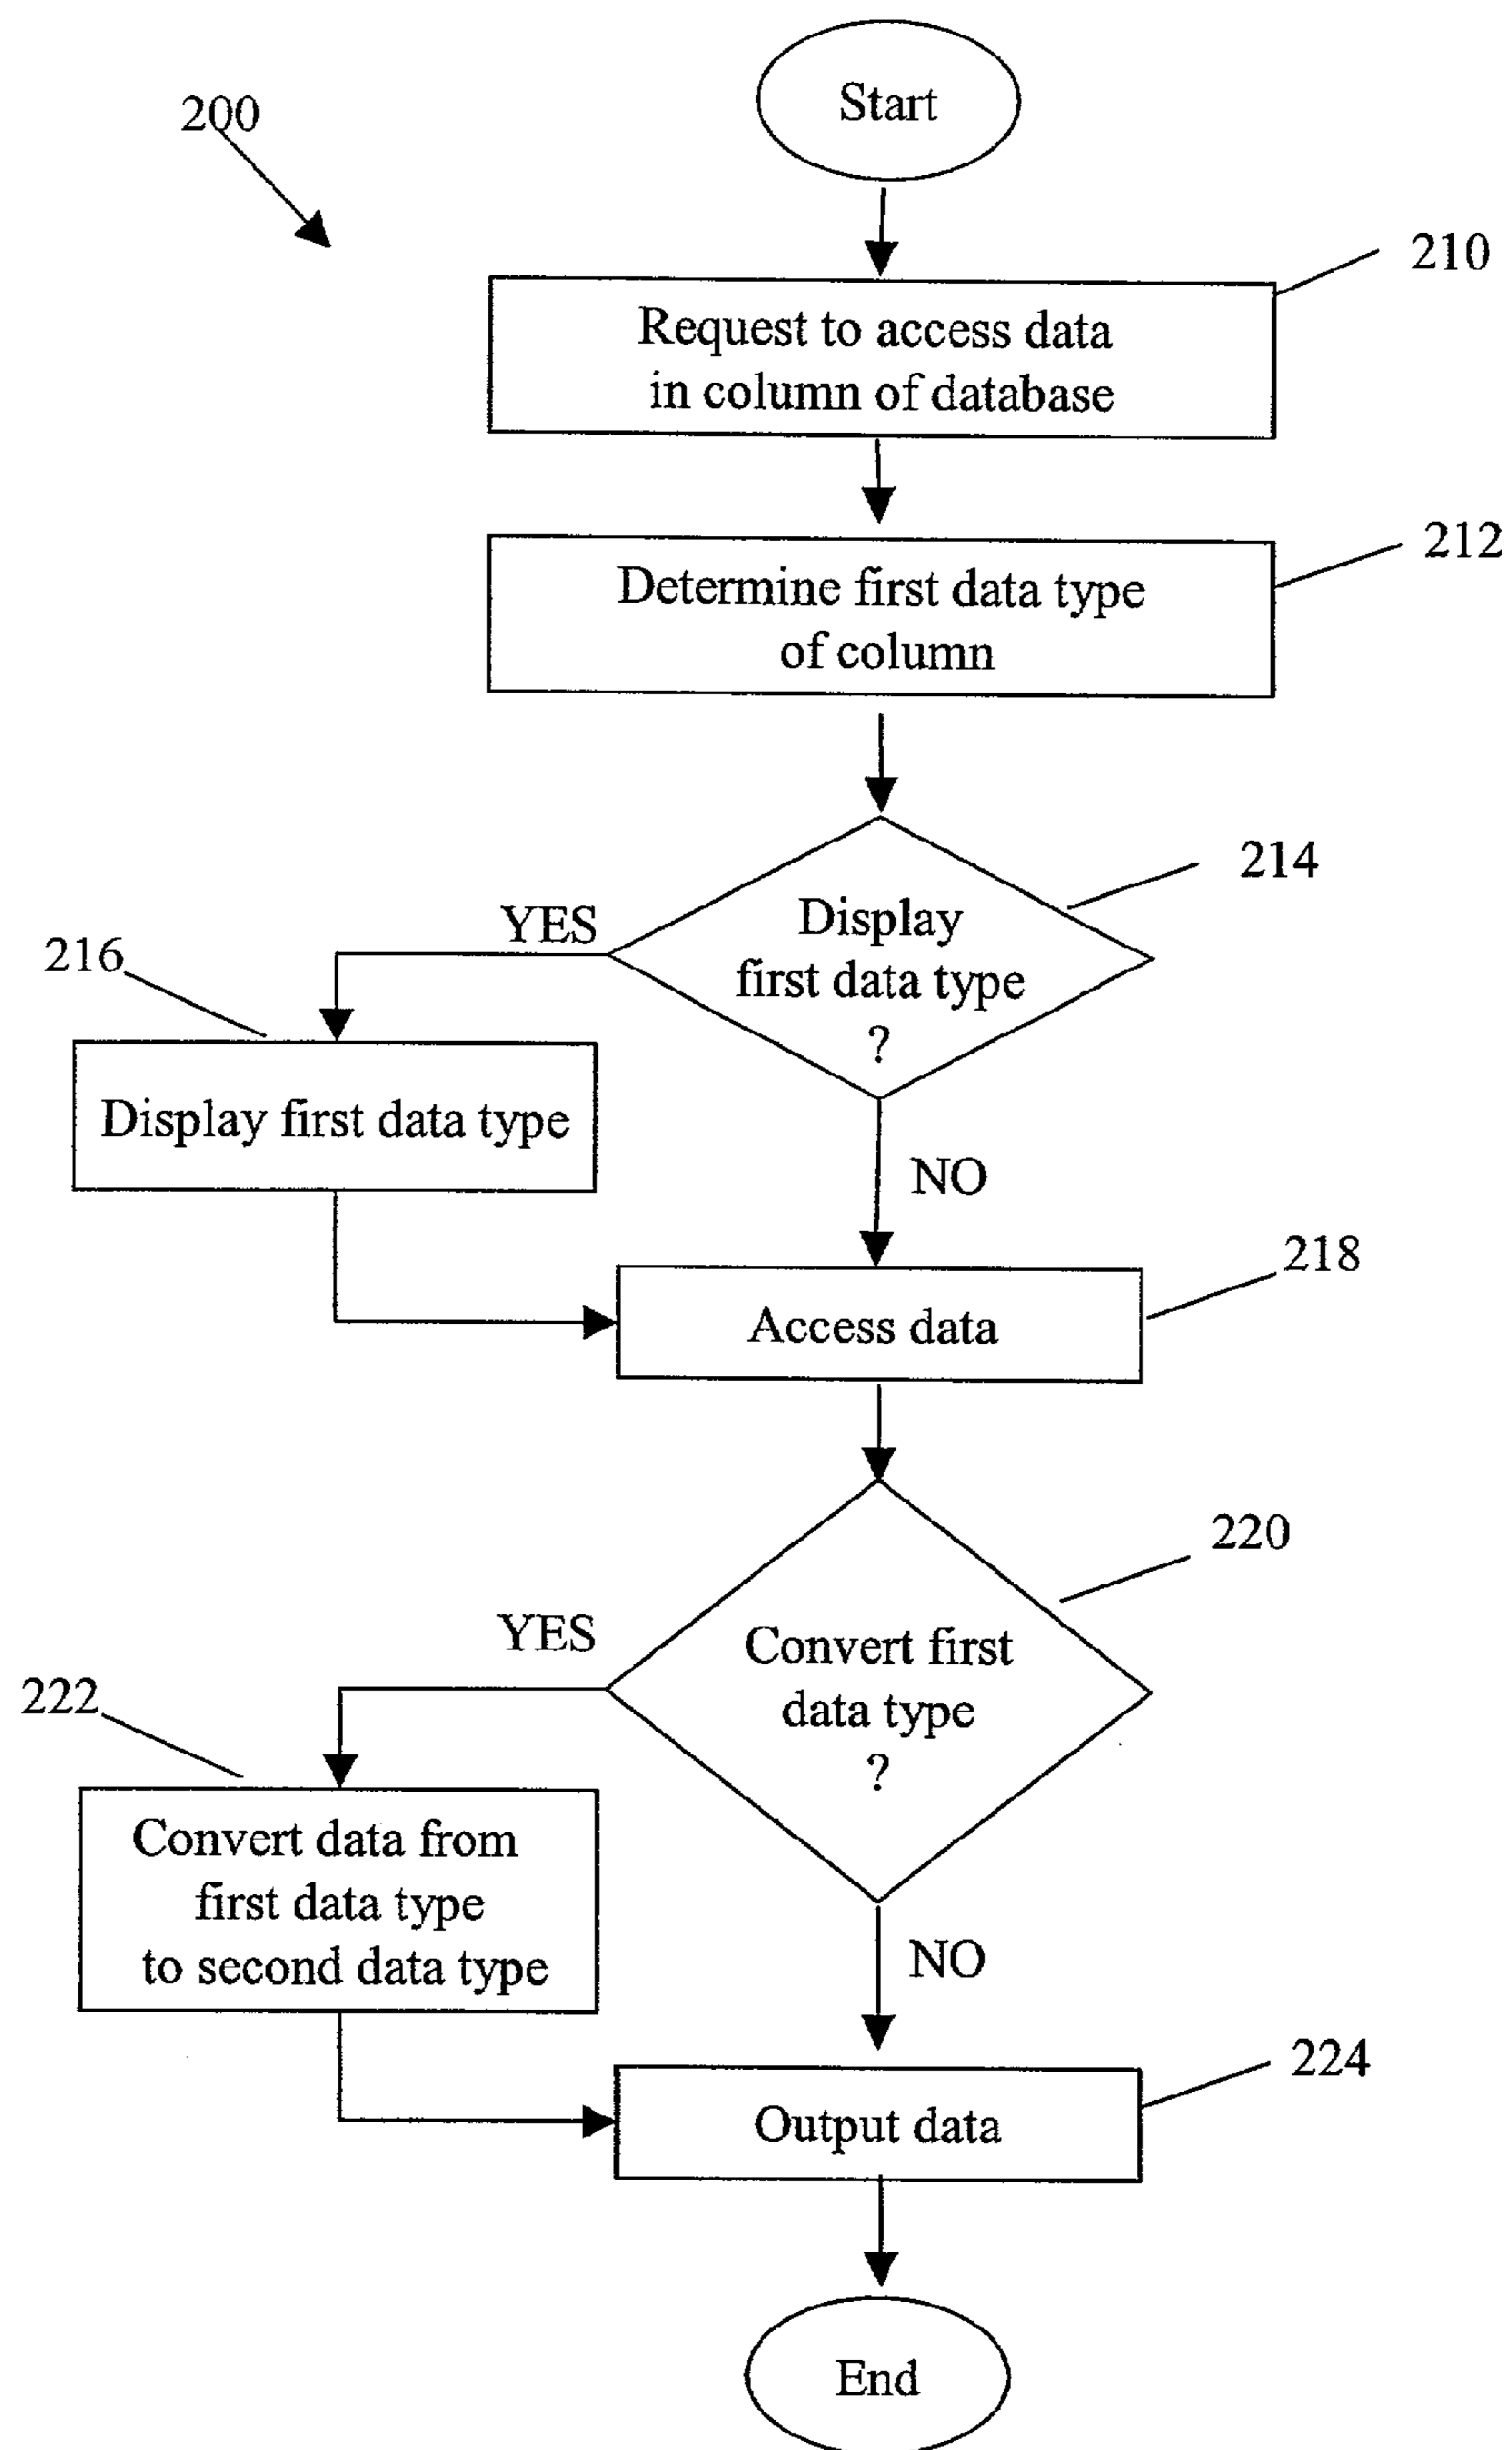 Start
200
210
Request to access data
in column of database
212
Determine first data type
of column
214
Display
first data type
?
YES
216
Display first data type
NO
218
Access data
220
Convert first
data type
?
YES
222
Convert data from
first data type
to second data type
NO
224
Output data
End